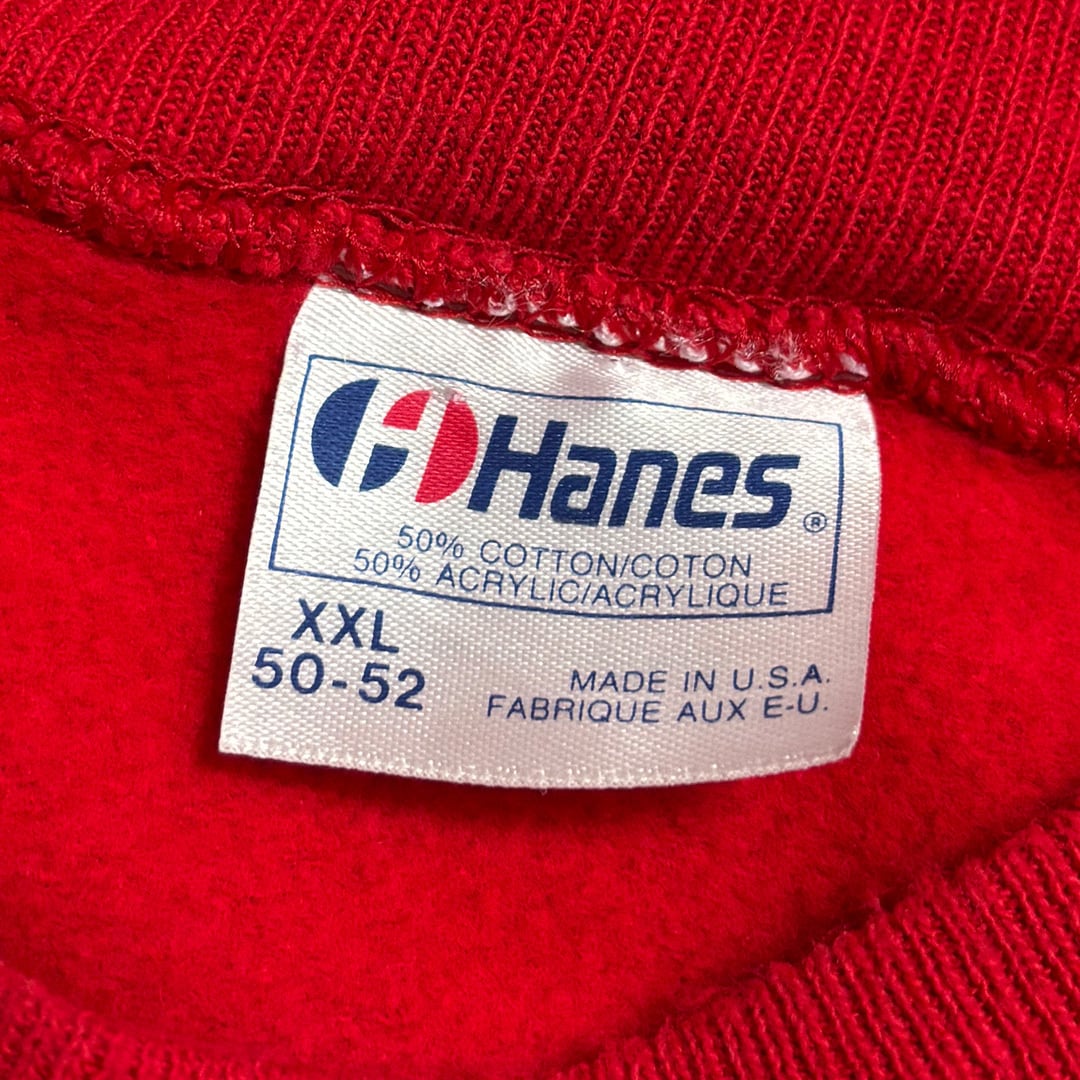 Hanes®
50% COTTON/COTON
50% ACRYLIC/ACRYLIQUE
XXL
50-52
MADE IN U.S.A.
FABRIQUE AUX E-U.